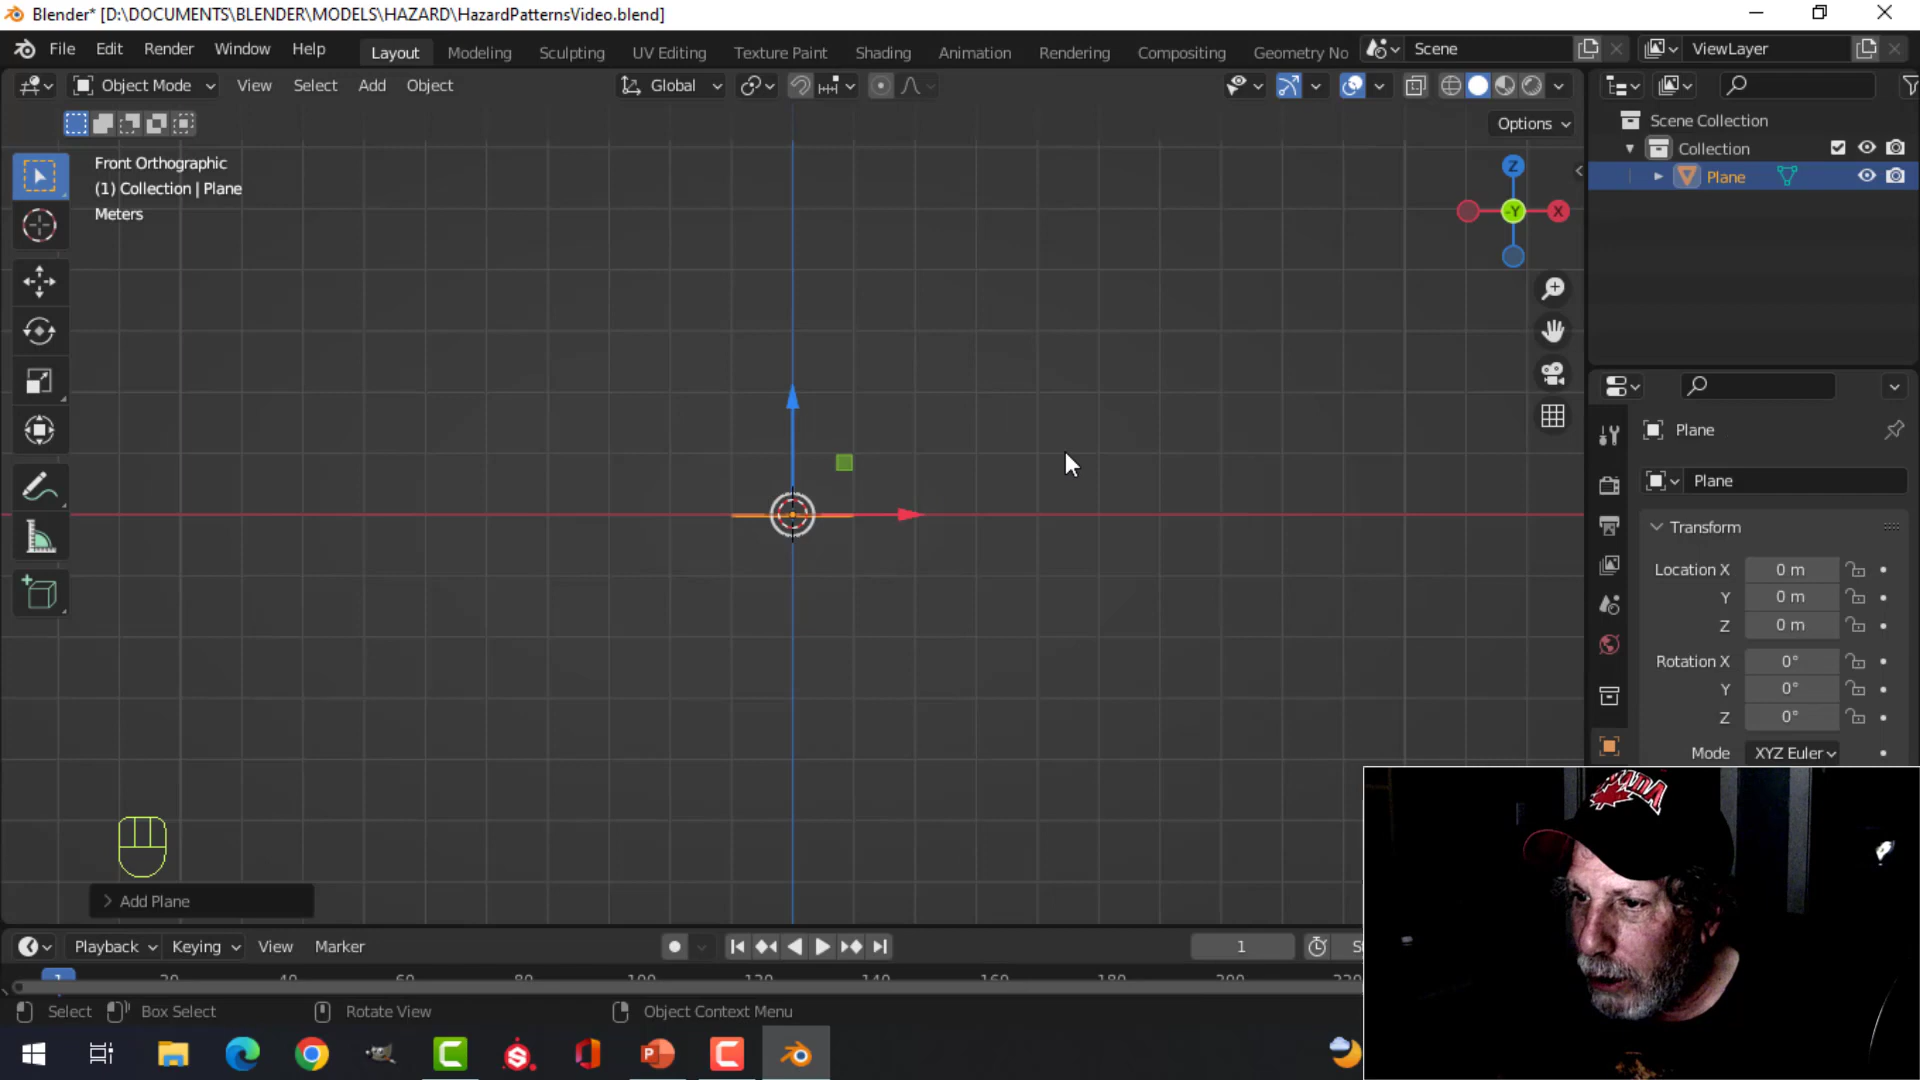 Blender* [D:\DOCUMENTS\BLENDER\MODELS\HAZARD\HazardPatternsVideo.blend]
File Edit Render Window Help Layout Modeling Sculpting UV Editing Texture Paint Shading Animation Rendering Compositing Geometry No Scene ViewLayer
Object Mode View Select Add Object Global
Options
Front Orthographic
(1) Collection | Plane
Meters
Z
-Y
X
Scene Collection
Collection
Plane
Plane
Plane
Transform
Location X 0 m
Y 0 m
Z 0 m
Rotation X 0°
Y 0°
Z 0°
Mode XYZ Euler
Add Plane
Playback Keying View Marker 1
1
Select Box Select Rotate View Object Context Menu